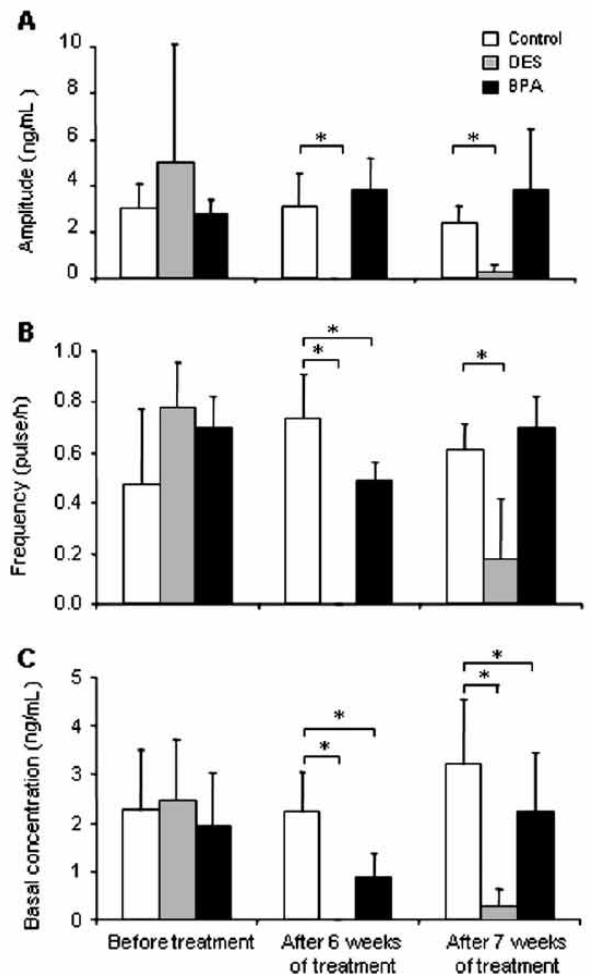 A
10
8
6
4
2
0
Amplitude (ng/mL)
Control
DES
BPA
*
*
B
1.0
0.8
0.6
0.4
0.2
0.0
Frequency (pulse/h)
*
*
*
C
5
4
3
2
1
0
Basal concentration (ng/mL)
*
*
*
*
Before treatment
After 6 weeks
of treatment
After 7 weeks
of treatment